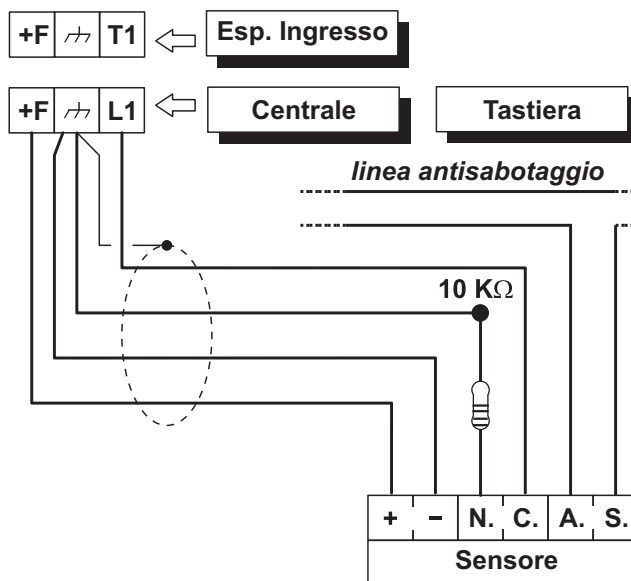 +F T1 Esp. Ingresso
+F L1 Centrale Tastiera
linea antisabotaggio
10 KΩ
+ – N. C. A. S.
Sensore